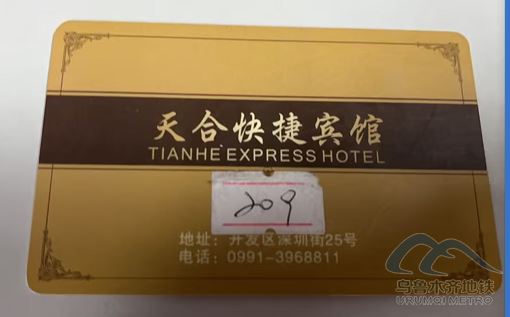 天合快捷宾馆
TIANHE EXPRESS HOTEL
209
地址：开发区深圳街25号
电话：0991-3968811
乌鲁木齐地铁
URUMQI METRO